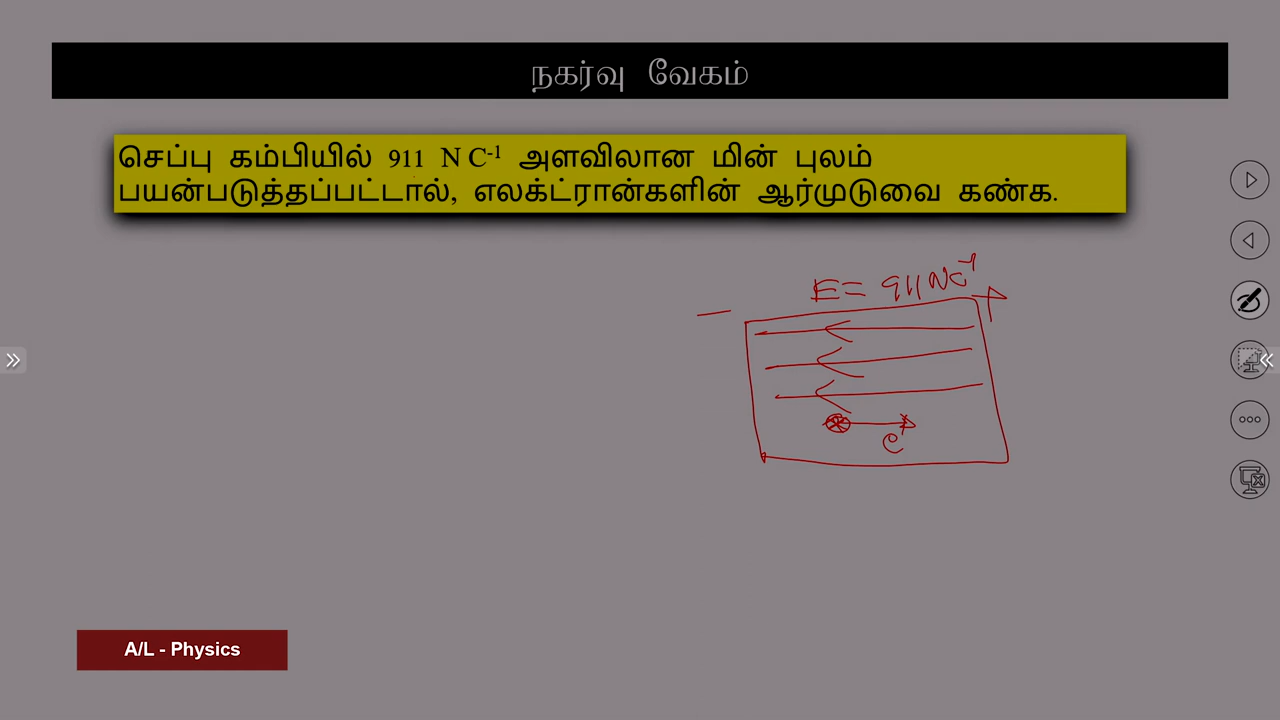 நகர்வு வேகம்
செப்பு கம்பியில் 911 N C⁻¹ அளவிலான மின் புலம்
பயன்படுத்தப்பட்டால், எலக்ட்ரான்களின் ஆர்முடுவை கண்க.
E = 911 NC⁻¹
e
A/L - Physics